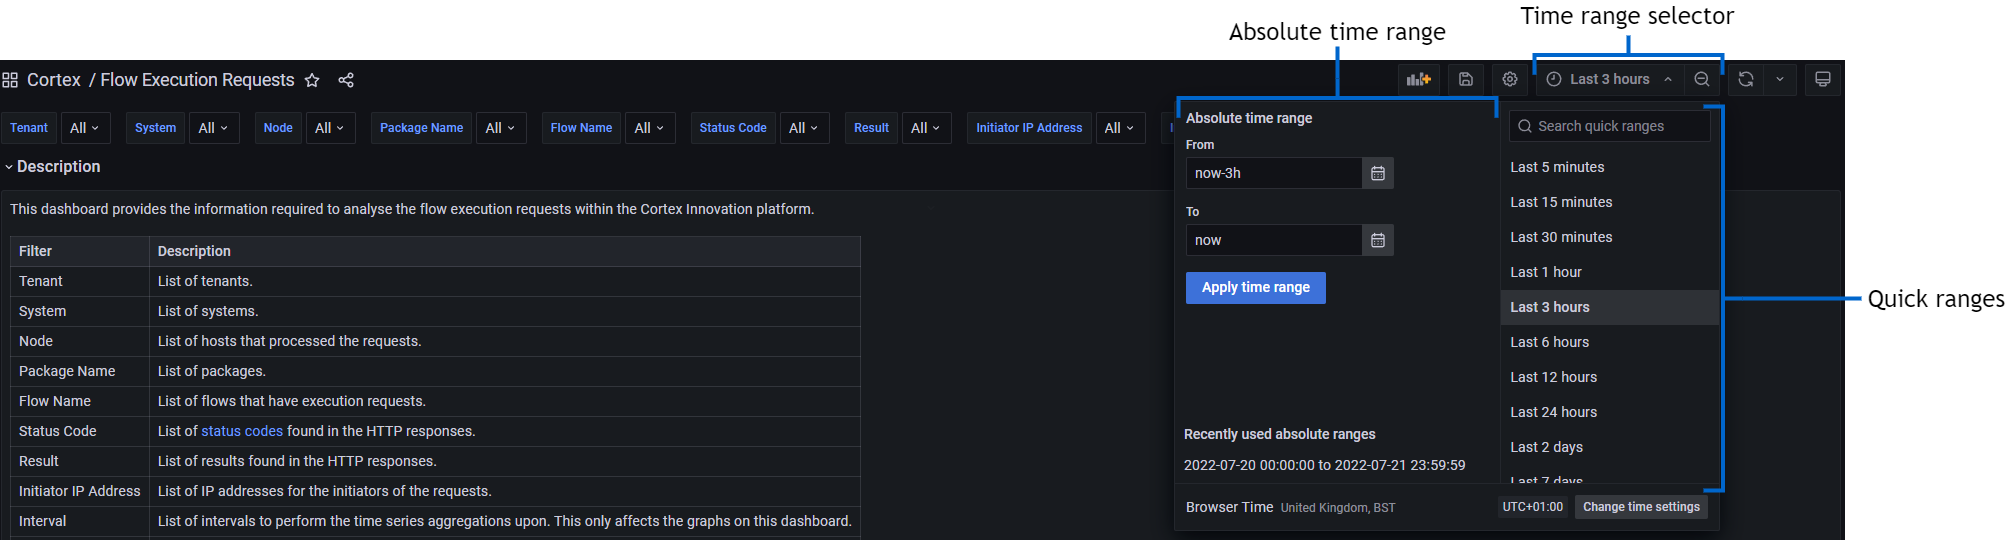 Time range selector
Absolute time range
Cortex / Flow Execution Requests
Last 3 hours
Tenant All System All Node All Package Name All Flow Name All Status Code All Result All Initiator IP Address All
Description
This dashboard provides the information required to analyse the flow execution requests within the Cortex Innovation platform.
Filter Description
Tenant List of tenants.
System List of systems.
Node List of hosts that processed the requests.
Package Name List of packages.
Flow Name List of flows that have execution requests.
Status Code List of status codes found in the HTTP responses.
Result List of results found in the HTTP responses.
Initiator IP Address List of IP addresses for the initiators of the requests.
Interval List of intervals to perform the time series aggregations upon. This only affects the graphs on this dashboard.
Absolute time range
From
now-3h
To
now
Apply time range
Recently used absolute ranges
2022-07-20 00:00:00 to 2022-07-21 23:59:59
Search quick ranges
Last 5 minutes
Last 15 minutes
Last 30 minutes
Last 1 hour
Last 3 hours
Last 6 hours
Last 12 hours
Last 24 hours
Last 2 days
Last 7 days
Browser Time United Kingdom, BST UTC+01:00 Change time settings
Quick ranges